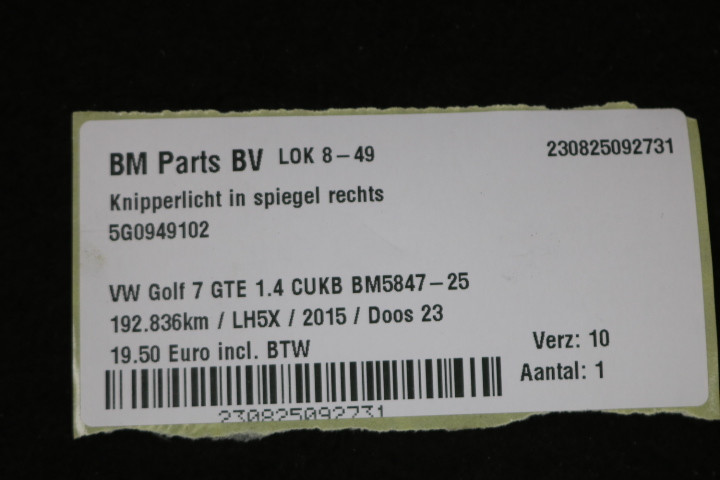 BM Parts BV LOK 8-49 230825092731
Knipperlicht in spiegel rechts
5G0949102
VW Golf 7 GTE 1.4 CUKB BM5847-25
192.836km / LH5X / 2015 / Doos 23
19.50 Euro incl. BTW Verz: 10
Aantal: 1
230825092731